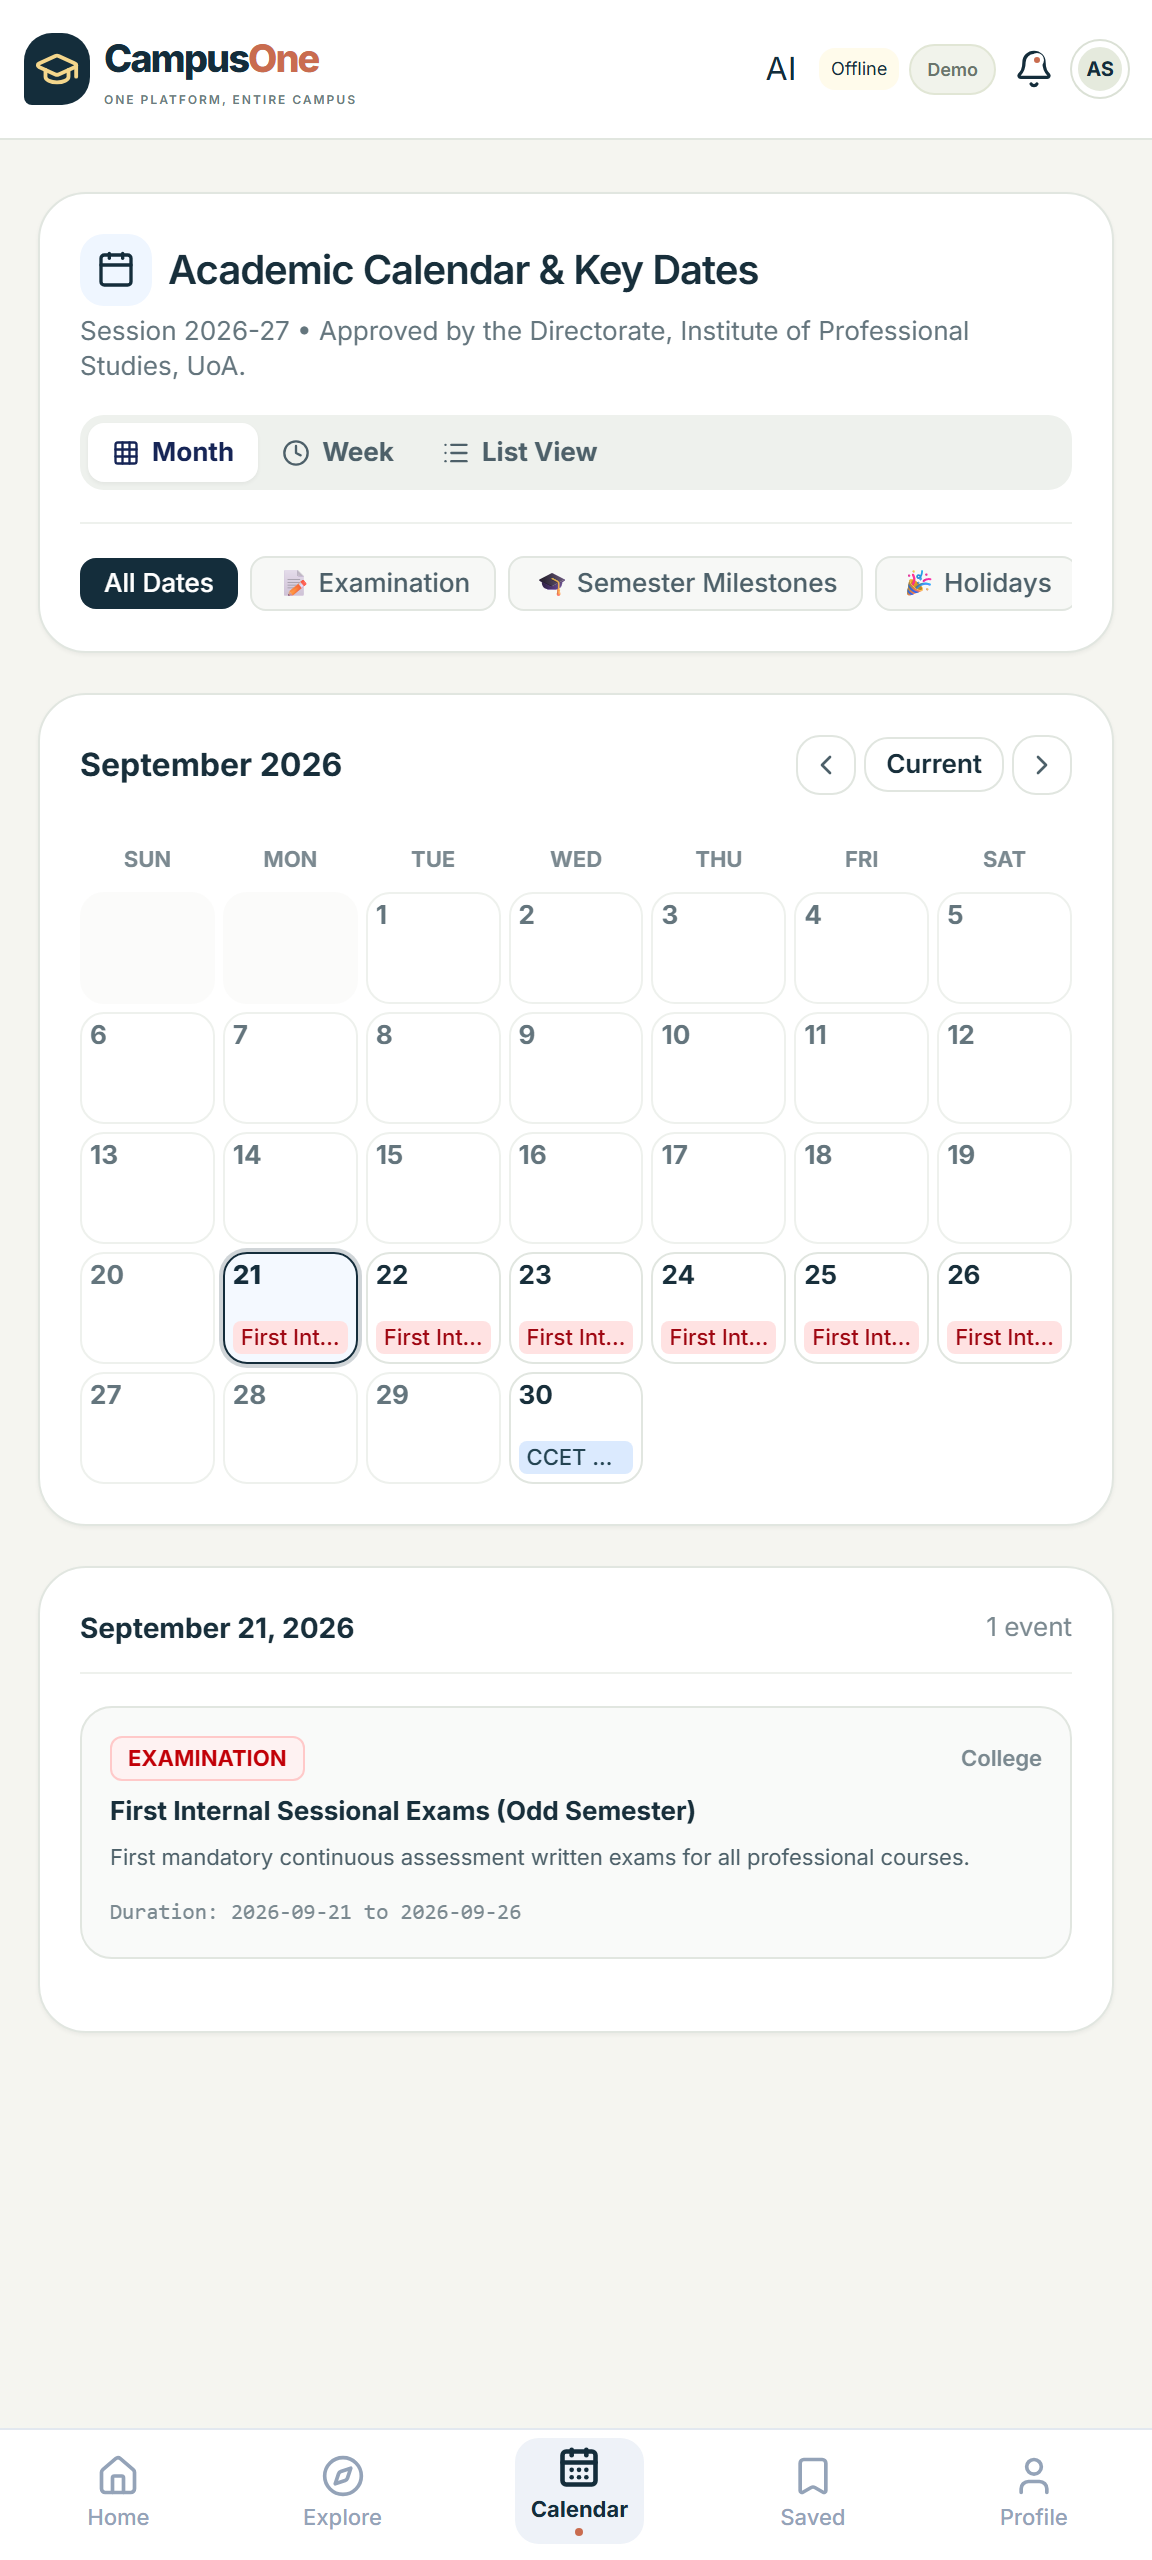 CampusOne
ONE PLATFORM, ENTIRE CAMPUS
AI
Offline
Demo
AS
Academic Calendar & Key Dates
Session 2026-27 • Approved by the Directorate, Institute of Professional
Studies, UoA.
Month
Week
List View
All Dates
Examination
Semester Milestones
Holidays
September 2026
Current
SUN MON TUE WED THU FRI SAT
1 2 3 4 5
6 7 8 9 10 11 12
13 14 15 16 17 18 19
20 21 22 23 24 25 26
First Int... First Int... First Int... First Int... First Int... First Int...
27 28 29 30
CCET ...
September 21, 2026
1 event
EXAMINATION
College
First Internal Sessional Exams (Odd Semester)
First mandatory continuous assessment written exams for all professional courses.
Duration: 2026-09-21 to 2026-09-26
Home
Explore
Calendar
Saved
Profile